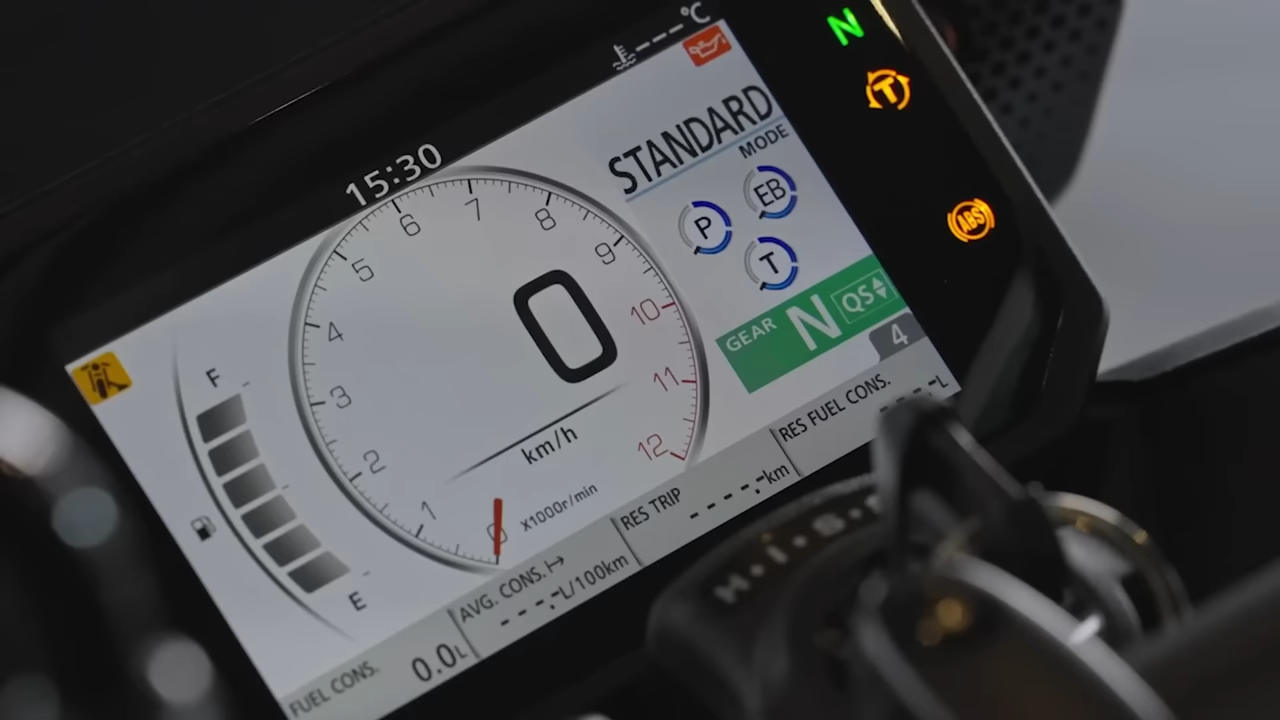 ---°C
15:30
STANDARD
MODE
P
EB
T
GEAR N QS
4
N
T
ABS
F
E
0
1
2
3
4
5
6
7
8
9
10
11
12
0
km/h
X1000r/min
FUEL CONS.
0.0L
AVG. CONS.
---.-L/100km
RES TRIP
----.-km
RES FUEL CONS.
---.-L
H·I·S·